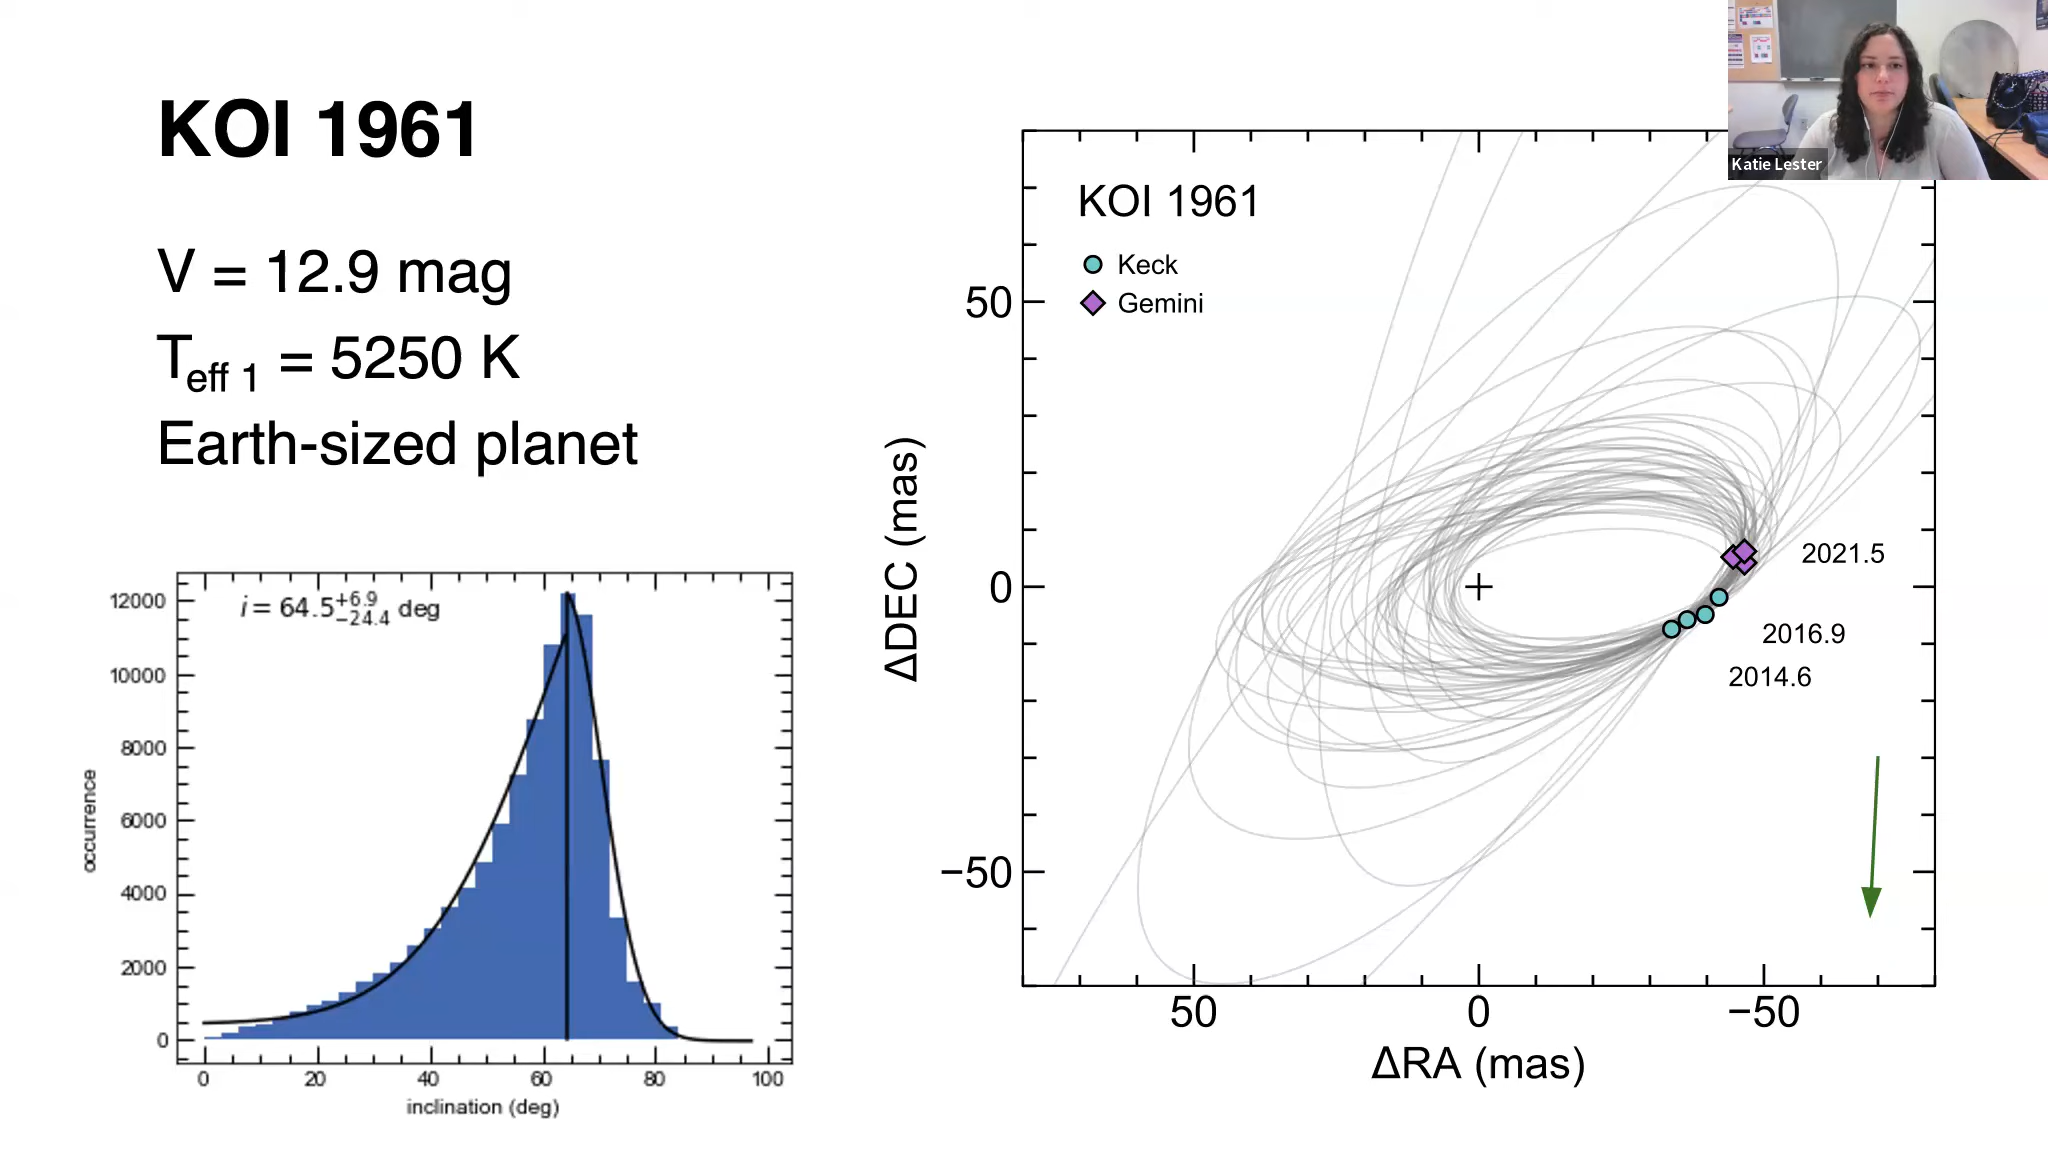 KOI 1961
V = 12.9 mag
Teff 1 = 5250 K
Earth-sized planet
i = 64.5+6.9−24.4 deg
12000
10000
8000
6000
4000
2000
0
occurrence
0 20 40 60 80 100
inclination (deg)
KOI 1961
Keck
Gemini
50
0
−50
ΔDEC (mas)
2021.5
2016.9
2014.6
50 0 −50
ΔRA (mas)
Katie Lester